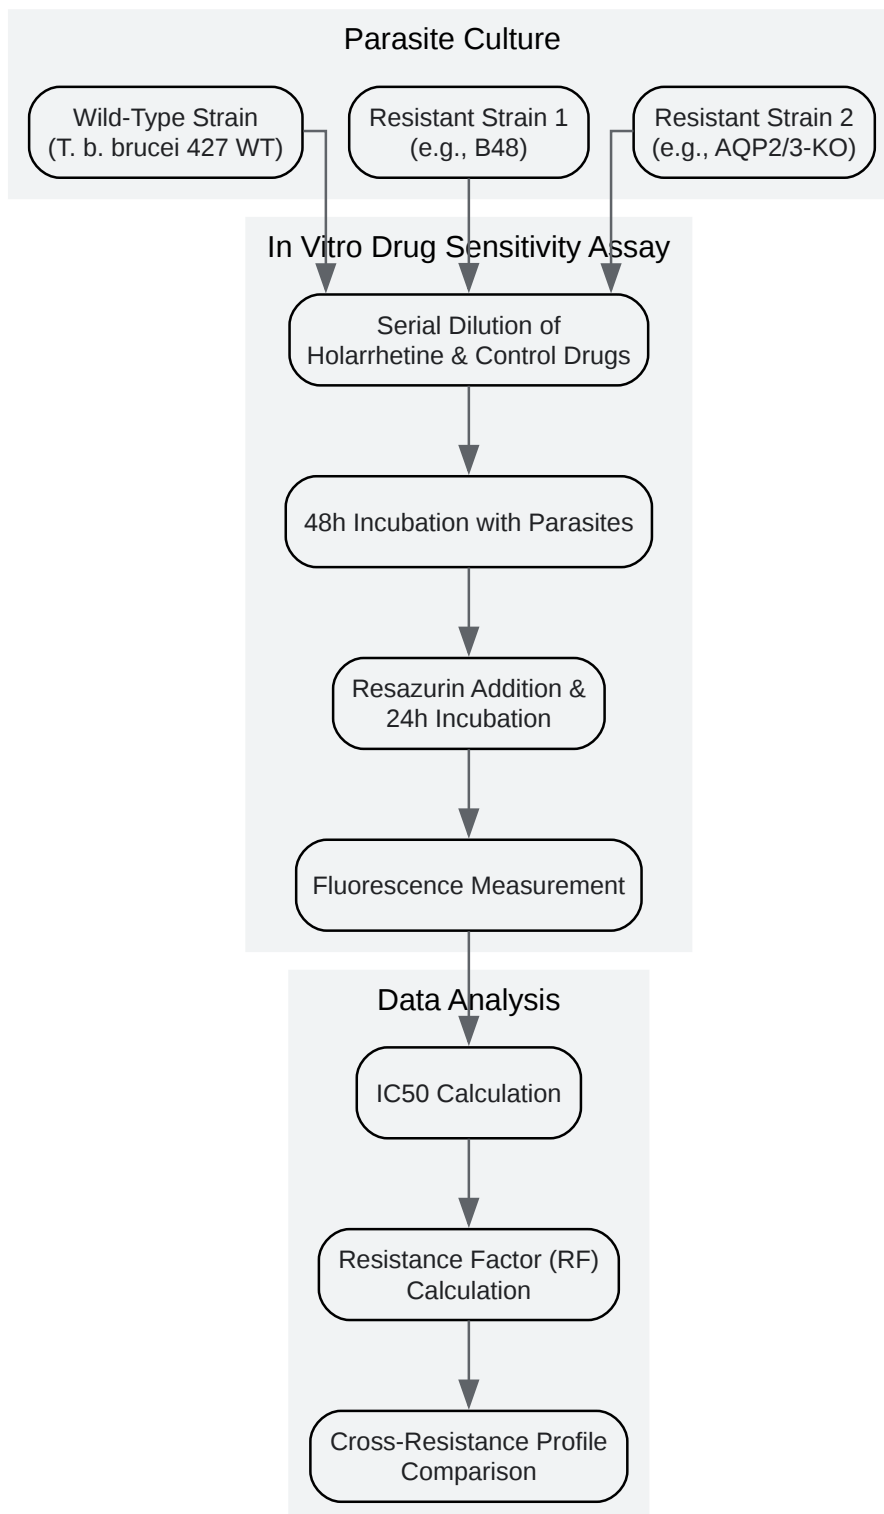 Parasite Culture
Wild-Type Strain
(T. b. brucei 427 WT)
Resistant Strain 1
(e.g., B48)
Resistant Strain 2
(e.g., AQP2/3-KO)
In Vitro Drug Sensitivity Assay
Serial Dilution of
Holarrhetine & Control Drugs
48h Incubation with Parasites
Resazurin Addition &
24h Incubation
Fluorescence Measurement
Data Analysis
IC50 Calculation
Resistance Factor (RF)
Calculation
Cross-Resistance Profile
Comparison